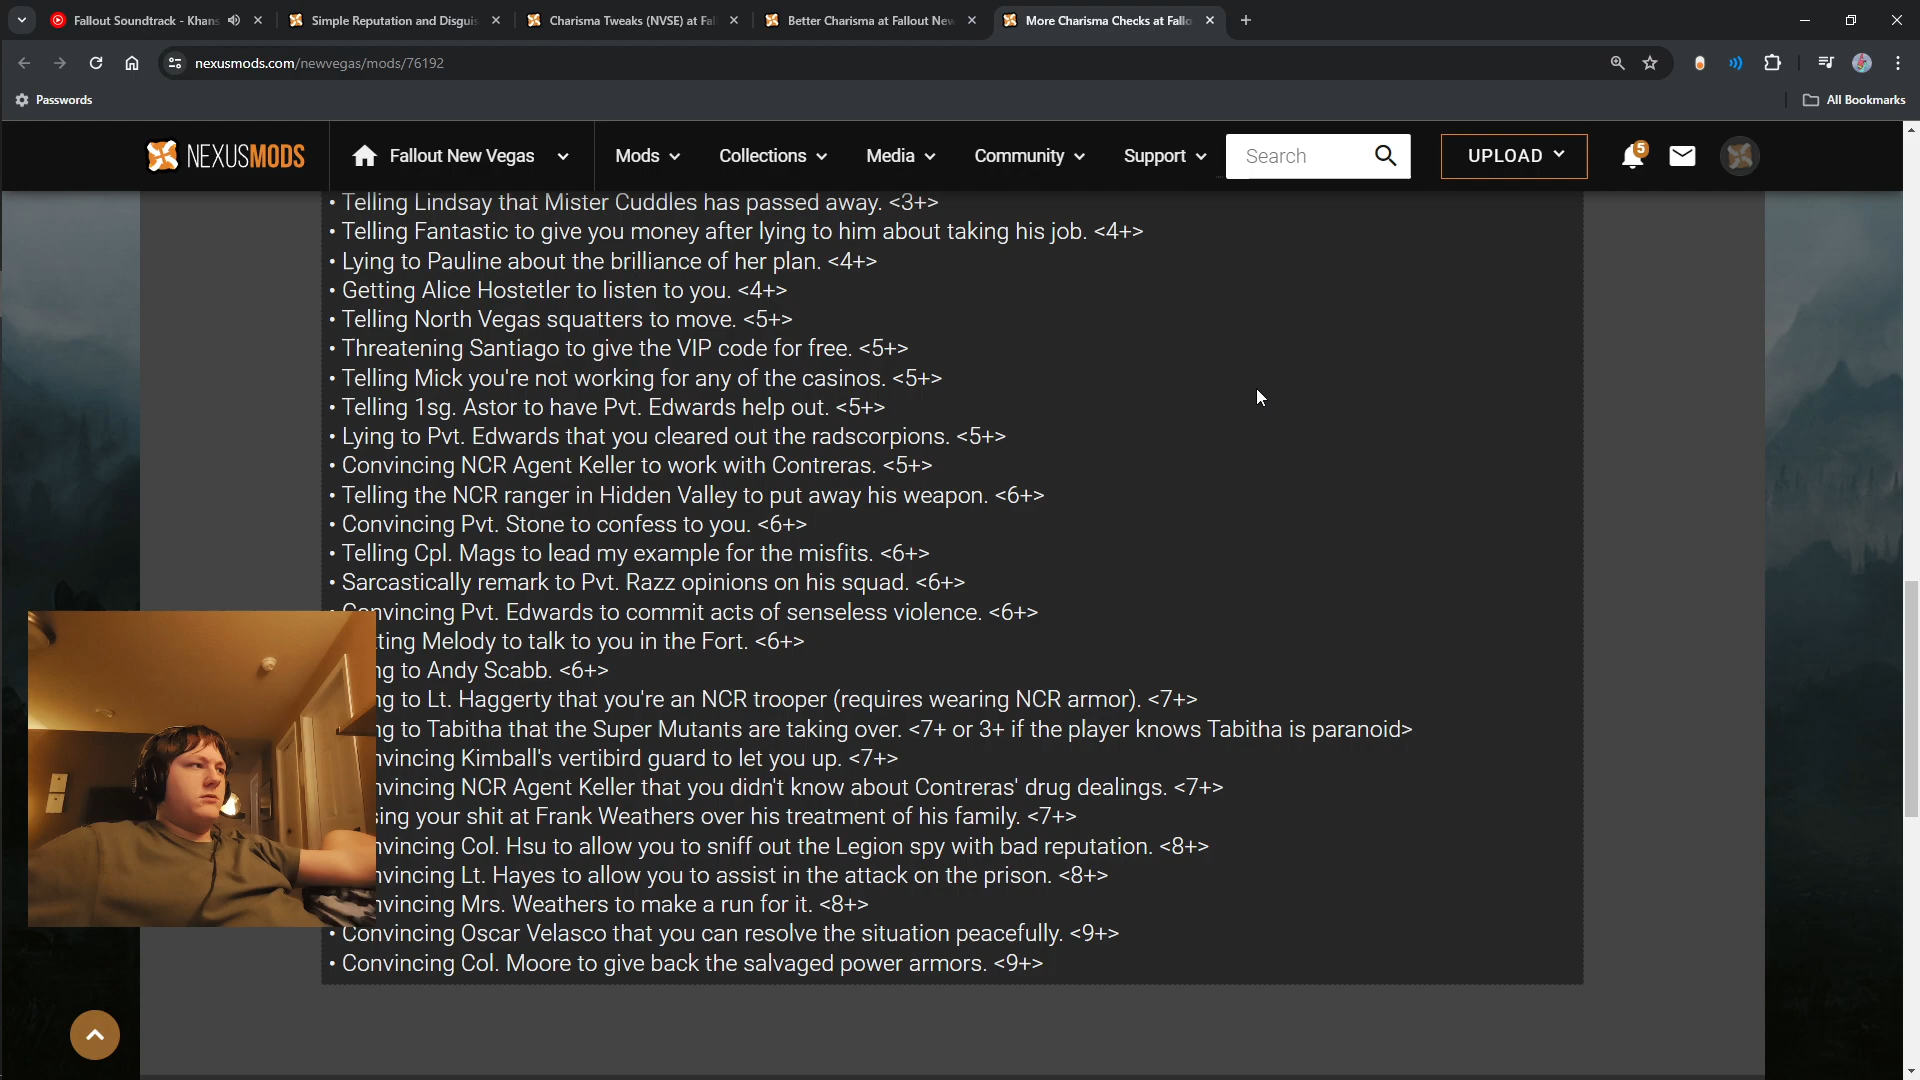 Fallout Soundtrack - Khans
Simple Reputation and Disguis
Charisma Tweaks (NVSE) at Fal
Better Charisma at Fallout New
More Charisma Checks at Fallo
nexusmods.com/newvegas/mods/76192
Passwords
All Bookmarks
NEXUSMODS
Fallout New Vegas
Mods
Collections
Media
Community
Support
Search
UPLOAD
5
• Telling Lindsay that Mister Cuddles has passed away. <3+>
• Telling Fantastic to give you money after lying to him about taking his job. <4+>
• Lying to Pauline about the brilliance of her plan. <4+>
• Getting Alice Hostetler to listen to you. <4+>
• Telling North Vegas squatters to move. <5+>
• Threatening Santiago to give the VIP code for free. <5+>
• Telling Mick you're not working for any of the casinos. <5+>
• Telling 1sg. Astor to have Pvt. Edwards help out. <5+>
• Lying to Pvt. Edwards that you cleared out the radscorpions. <5+>
• Convincing NCR Agent Keller to work with Contreras. <5+>
• Telling the NCR ranger in Hidden Valley to put away his weapon. <6+>
• Convincing Pvt. Stone to confess to you. <6+>
• Telling Cpl. Mags to lead my example for the misfits. <6+>
• Sarcastically remark to Pvt. Razz opinions on his squad. <6+>
• Convincing Pvt. Edwards to commit acts of senseless violence. <6+>
ting Melody to talk to you in the Fort. <6+>
ng to Andy Scabb. <6+>
ng to Lt. Haggerty that you're an NCR trooper (requires wearing NCR armor). <7+>
ng to Tabitha that the Super Mutants are taking over. <7+ or 3+ if the player knows Tabitha is paranoid>
nvincing Kimball's vertibird guard to let you up. <7+>
nvincing NCR Agent Keller that you didn't know about Contreras' drug dealings. <7+>
sing your shit at Frank Weathers over his treatment of his family. <7+>
nvincing Col. Hsu to allow you to sniff out the Legion spy with bad reputation. <8+>
nvincing Lt. Hayes to allow you to assist in the attack on the prison. <8+>
nvincing Mrs. Weathers to make a run for it. <8+>
• Convincing Oscar Velasco that you can resolve the situation peacefully. <9+>
• Convincing Col. Moore to give back the salvaged power armors. <9+>